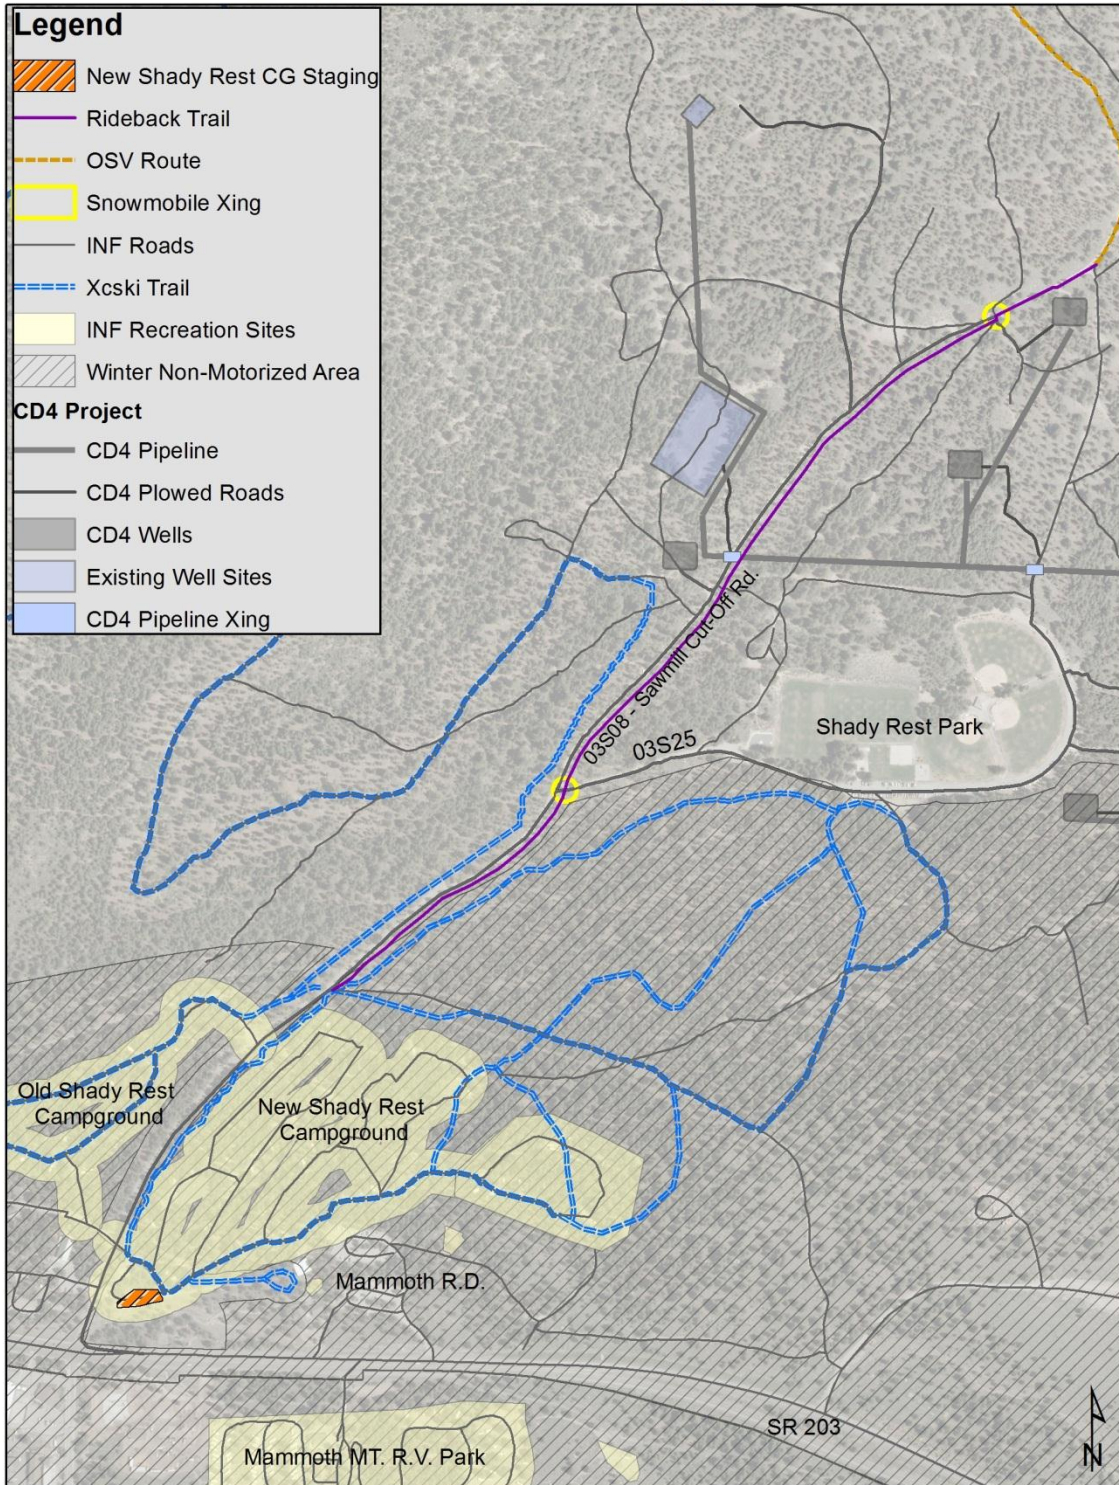 Legend
New Shady Rest CG Staging
Rideback Trail
OSV Route
Snowmobile Xing
INF Roads
Xcski Trail
INF Recreation Sites
Winter Non-Motorized Area
CD4 Project
CD4 Pipeline
CD4 Plowed Roads
CD4 Wells
Existing Well Sites
CD4 Pipeline Xing
03S08 - Sawmill Cut-Off Rd.
03S25
Shady Rest Park
Old Shady Rest
Campground
New Shady Rest
Campground
Mammoth R.D.
SR 203
Mammoth MT. R.V. Park
N